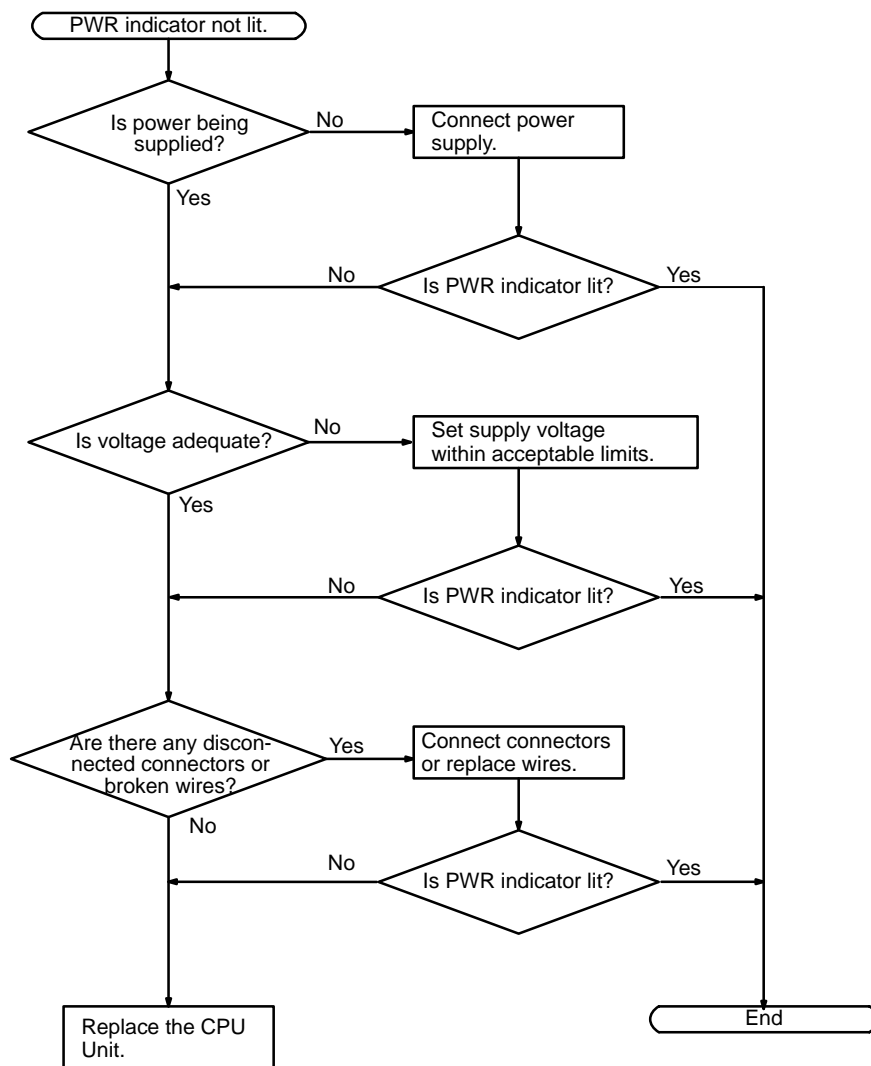 PWR indicator not lit.
Is power being
supplied?
No
Connect power
supply.
Yes
No
Is PWR indicator lit?
Yes
Is voltage adequate?
No
Set supply voltage
within acceptable limits.
Yes
No
Is PWR indicator lit?
Yes
Are there any discon-
nected connectors or
broken wires?
Yes
Connect connectors
or replace wires.
No
No
Is PWR indicator lit?
Yes
Replace the CPU
Unit.
End